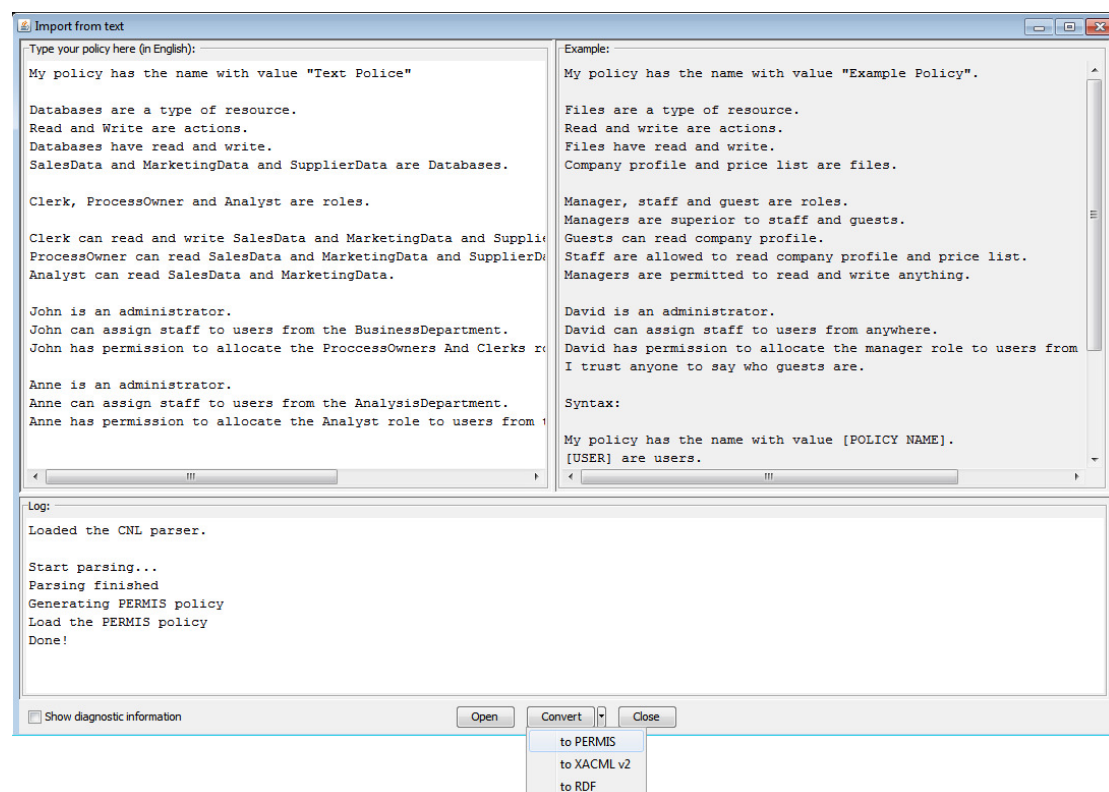 Import from text
Type your policy here (in English):
My policy has the name with value "Text Police"
Databases are a type of resource.
Read and Write are actions.
Databases have read and write.
SalesData and MarketingData and SupplierData are Databases.
Clerk, ProcessOwner and Analyst are roles.
Clerk can read and write SalesData and MarketingData and Supplie
ProcessOwner can read SalesData and MarketingData and SupplierDa
Analyst can read SalesData and MarketingData.
John is an administrator.
John can assign staff to users from the BusinessDepartment.
John has permission to allocate the ProccessOwners And Clerks ro
Anne is an administrator.
Anne can assign staff to users from the AnalysisDepartment.
Anne has permission to allocate the Analyst role to users from t
Example:
My policy has the name with value "Example Policy".
Files are a type of resource.
Read and write are actions.
Files have read and write.
Company profile and price list are files.
Manager, staff and guest are roles.
Managers are superior to staff and guests.
Guests can read company profile.
Staff are allowed to read company profile and price list.
Managers are permitted to read and write anything.
David is an administrator.
David can assign staff to users from anywhere.
David has permission to allocate the manager role to users from
I trust anyone to say who guests are.
Syntax:
My policy has the name with value [POLICY NAME].
[USER] are users.
Log:
Loaded the CNL parser.
Start parsing...
Parsing finished
Generating PERMIS policy
Load the PERMIS policy
Done!
Show diagnostic information
Open
Convert
Close
to PERMIS
to XACML v2
to RDF